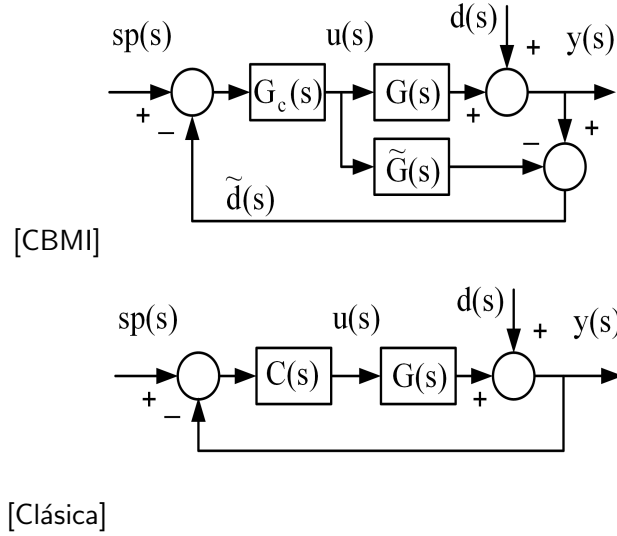 sp(s) u(s) d(s) y(s)
+ − G_c(s) G(s) + +
G̃(s) − +
d̃(s)
[CBMI]
sp(s) u(s) d(s) y(s)
+ − C(s) G(s) + +
[Clásica]